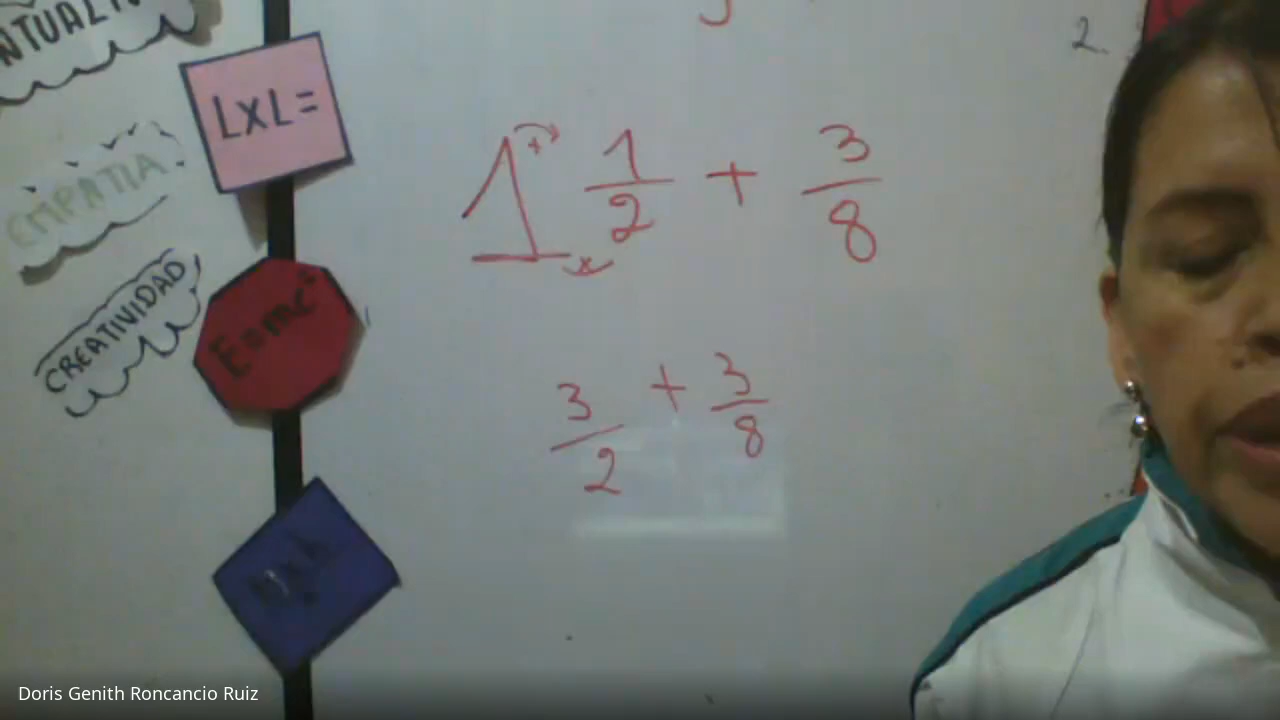 NTUALI
LxL=
EMPATIA
CREATIVIDAD
E=mc²
2.
1 1/2 + 3/8
+
x
3/2 + 3/8
Doris Genith Roncancio Ruiz